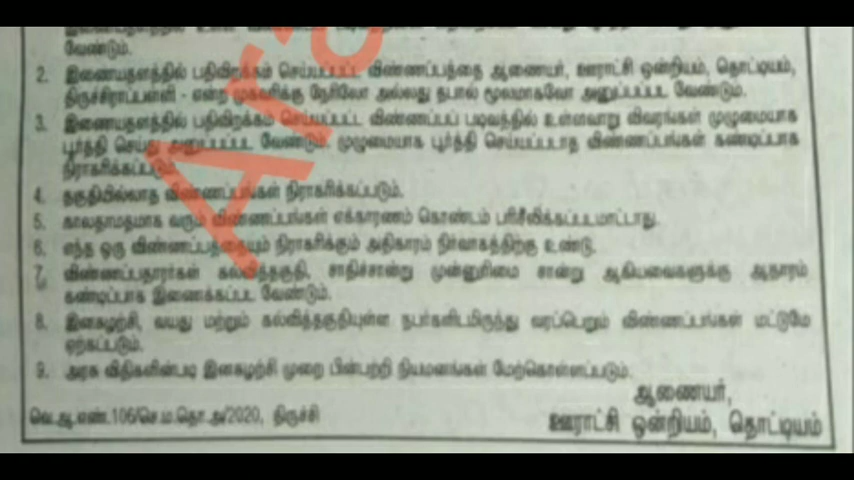 வேண்டும்.
2. இணையதளத்தில் பதிவிறக்கம் செய்யப்பட்ட விண்ணப்பத்தை ஆணையர், ஊராட்சி ஒன்றியம், தொட்டியம்,
திருச்சிராப்பள்ளி - என்ற முகவரிக்கு நேரிலோ அல்லது தபால் மூலமாகவோ அனுப்பப்பட வேண்டும்.
3. இணையதளத்தில் பதிவிறக்கம் செய்யப்பட்ட விண்ணப்பப் படிவத்தில் உள்ளவாறு விவரங்கள் முழுமையாக
பூர்த்தி செய்து அனுப்பப்பட வேண்டும். முழுமையாக பூர்த்தி செய்யப்படாத விண்ணப்பங்கள் கண்டிப்பாக
நிராகரிக்கப்படும்.
4. தகுதியில்லாத விண்ணப்பங்கள் நிராகரிக்கப்படும்.
5. காலதாமதமாக வரும் விண்ணப்பங்கள் எக்காரணம் கொண்டும் பரிசீலிக்கப்படமாட்டாது.
6. எந்த ஒரு விண்ணப்பத்தையும் நிராகரிக்கும் அதிகாரம் நிர்வாகத்திற்கு உண்டு.
7. விண்ணப்பதாரர்கள் கல்வித்தகுதி, சாதிச்சான்று முன்னுரிமை சான்று ஆகியவைகளுக்கு ஆதாரம்
கண்டிப்பாக இணைக்கப்பட வேண்டும்.
8. இனசுழற்சி, வயது மற்றும் கல்வித்தகுதியுள்ள நபர்களிடமிருந்து வரப்பெறும் விண்ணப்பங்கள் மட்டுமே
ஏற்கப்படும்.
9. அரசு விதிகளின்படி இனசுழற்சி முறை பின்பற்றி நியமனங்கள் மேற்கொள்ளப்படும்.
ஆணையர்,
வெ.ஆ.எண்.106/செ.ம.தொ.அ/2020, திருச்சி ஊராட்சி ஒன்றியம், தொட்டியம்